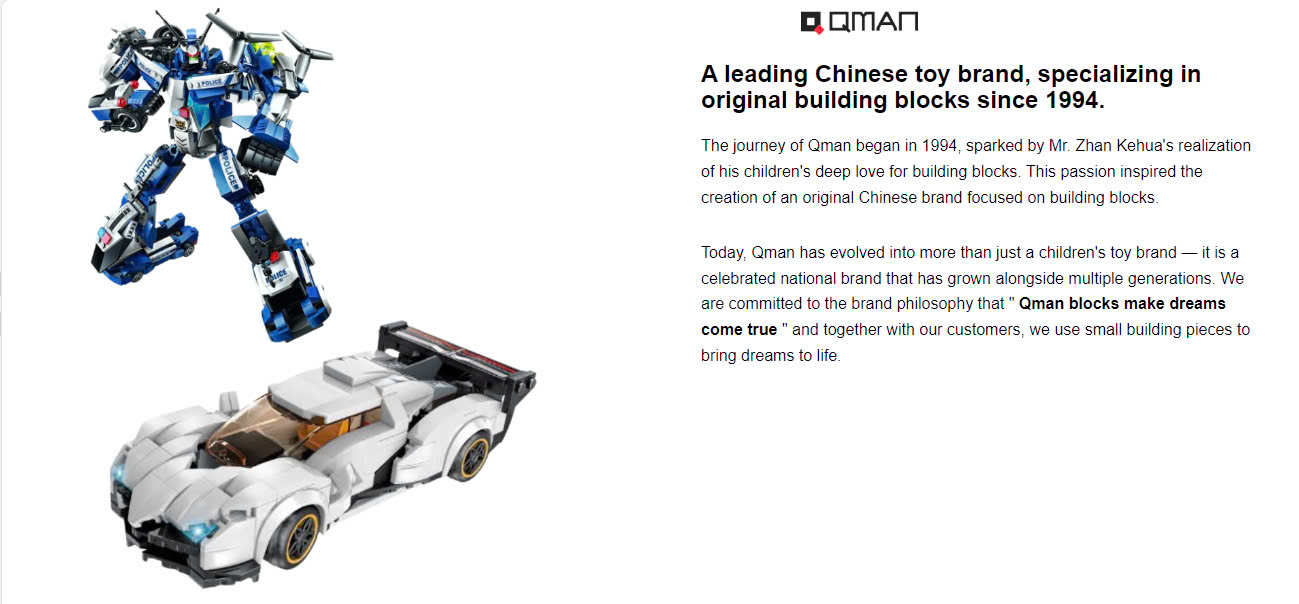 QMAN
A leading Chinese toy brand, specializing in
original building blocks since 1994.
The journey of Qman began in 1994, sparked by Mr. Zhan Kehua's realization
of his children's deep love for building blocks. This passion inspired the
creation of an original Chinese brand focused on building blocks.
Today, Qman has evolved into more than just a children's toy brand — it is a
celebrated national brand that has grown alongside multiple generations. We
are committed to the brand philosophy that " Qman blocks make dreams
come true " and together with our customers, we use small building pieces to
bring dreams to life.
POLICE
POLICE
POLICE
POLICE
POLICE